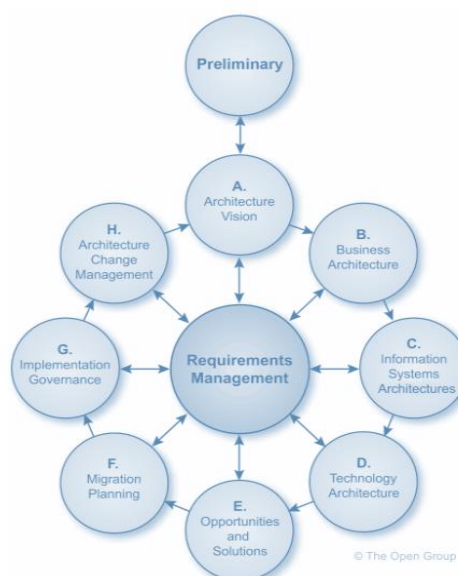 Preliminary
A.
Architecture
Vision
B.
Business
Architecture
C.
Information
Systems
Architectures
D.
Technology
Architecture
E.
Opportunities
and
Solutions
F.
Migration
Planning
G.
Implementation
Governance
H.
Architecture
Change
Management
Requirements
Management
© The Open Group